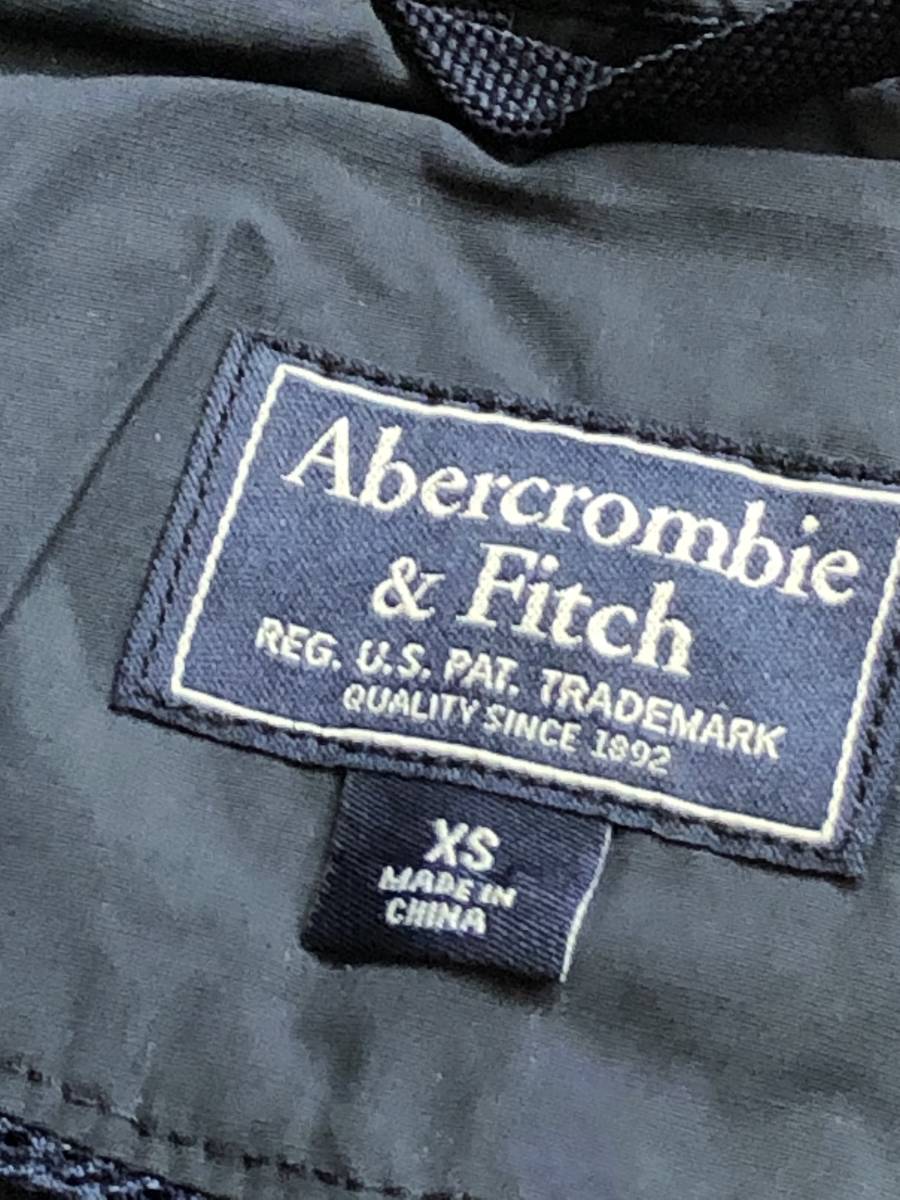 Abercrombie
& Fitch
REG. U.S. PAT. TRADEMARK
QUALITY SINCE 1892
XS
MADE IN
CHINA